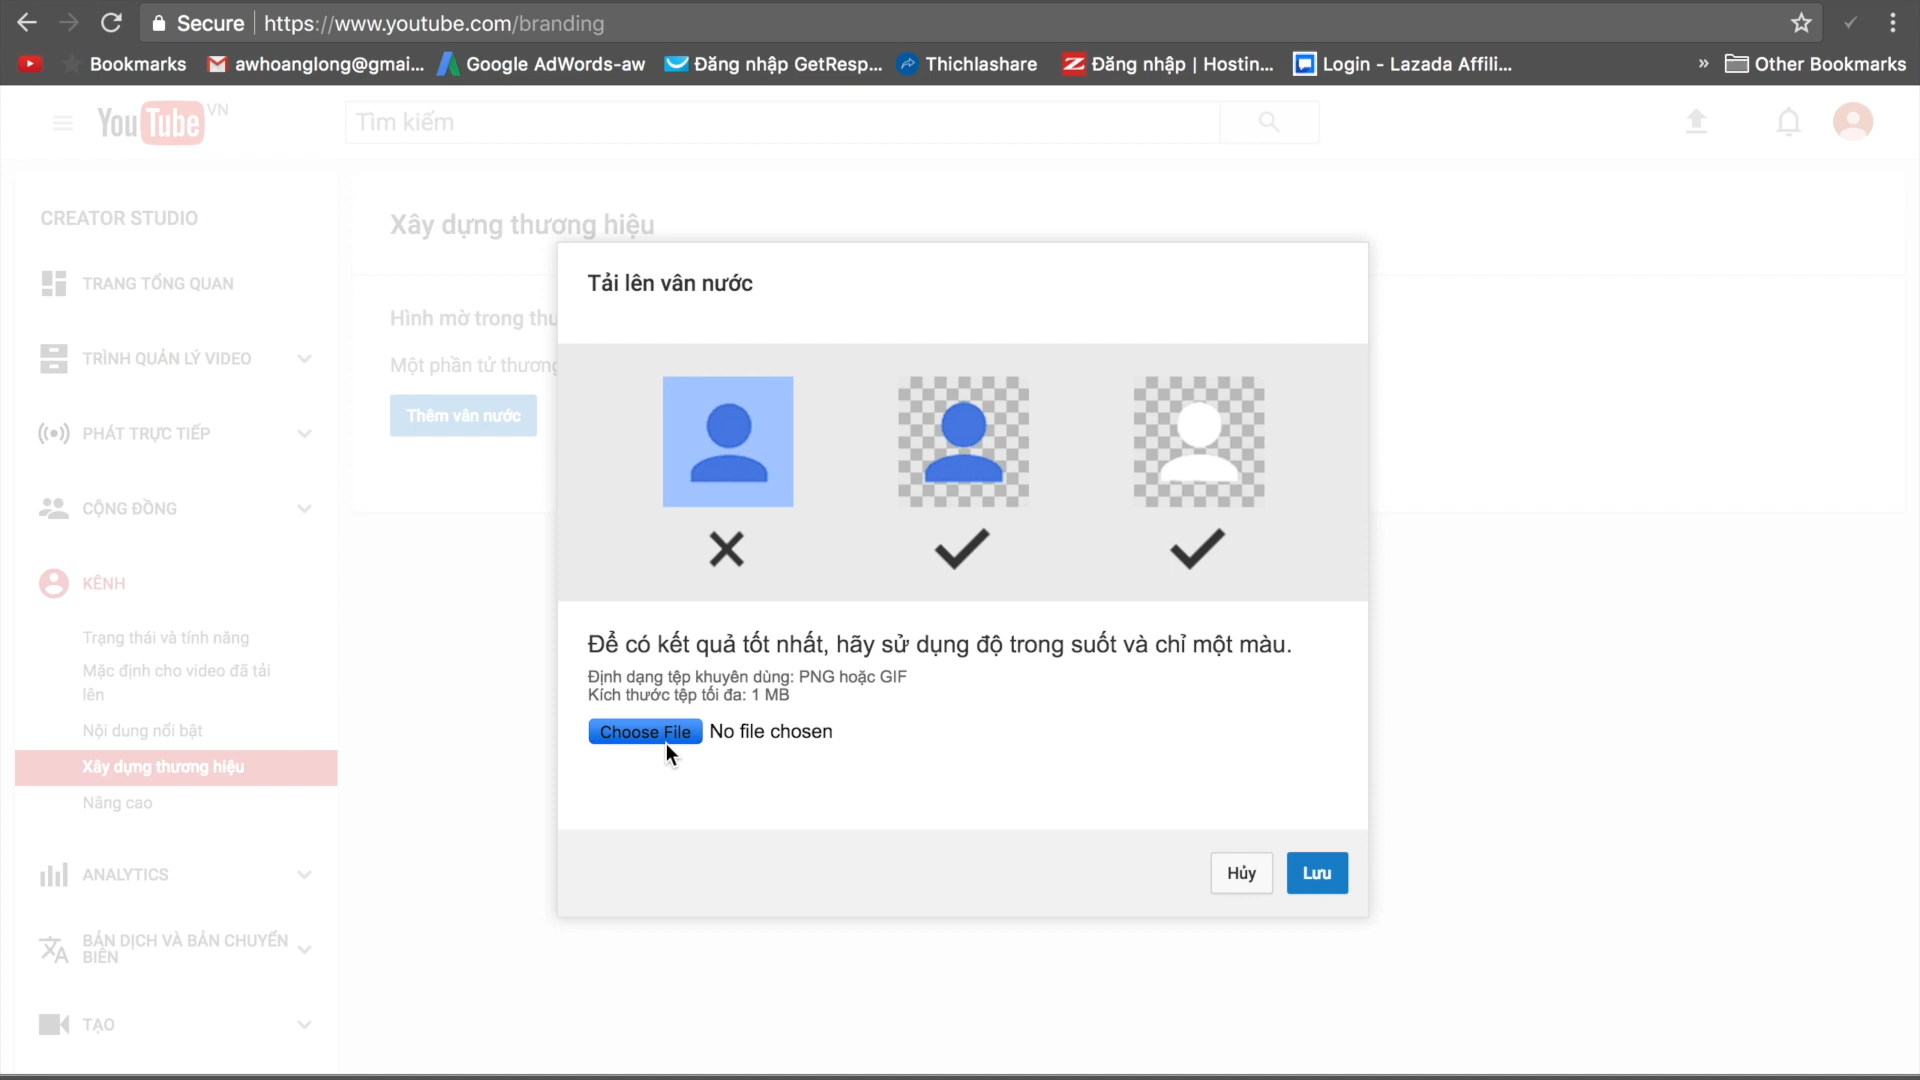 Secure https://www.youtube.com/branding
Bookmarks awhoanglong@gmai... Google AdWords-aw Đăng nhập GetResp... Thichlashare Đăng nhập | Hostin... Login - Lazada Affili... » Other Bookmarks
YouTube VN
Tìm kiếm
CREATOR STUDIO
TRANG TỔNG QUAN
TRÌNH QUẢN LÝ VIDEO
PHÁT TRỰC TIẾP
CỘNG ĐỒNG
KÊNH
Trạng thái và tính năng
Mặc định cho video đã tải
lên
Nội dung nổi bật
Xây dựng thương hiệu
Nâng cao
ANALYTICS
BẢN DỊCH VÀ BẢN CHUYỂN
BIÊN
TẠO
Xây dựng thương hiệu
Hình mờ trong thư
Một phần tử thương
Thêm vân nước
Tải lên vân nước
Để có kết quả tốt nhất, hãy sử dụng độ trong suốt và chỉ một màu.
Định dạng tệp khuyên dùng: PNG hoặc GIF
Kích thước tệp tối đa: 1 MB
Choose File No file chosen
Hủy Lưu